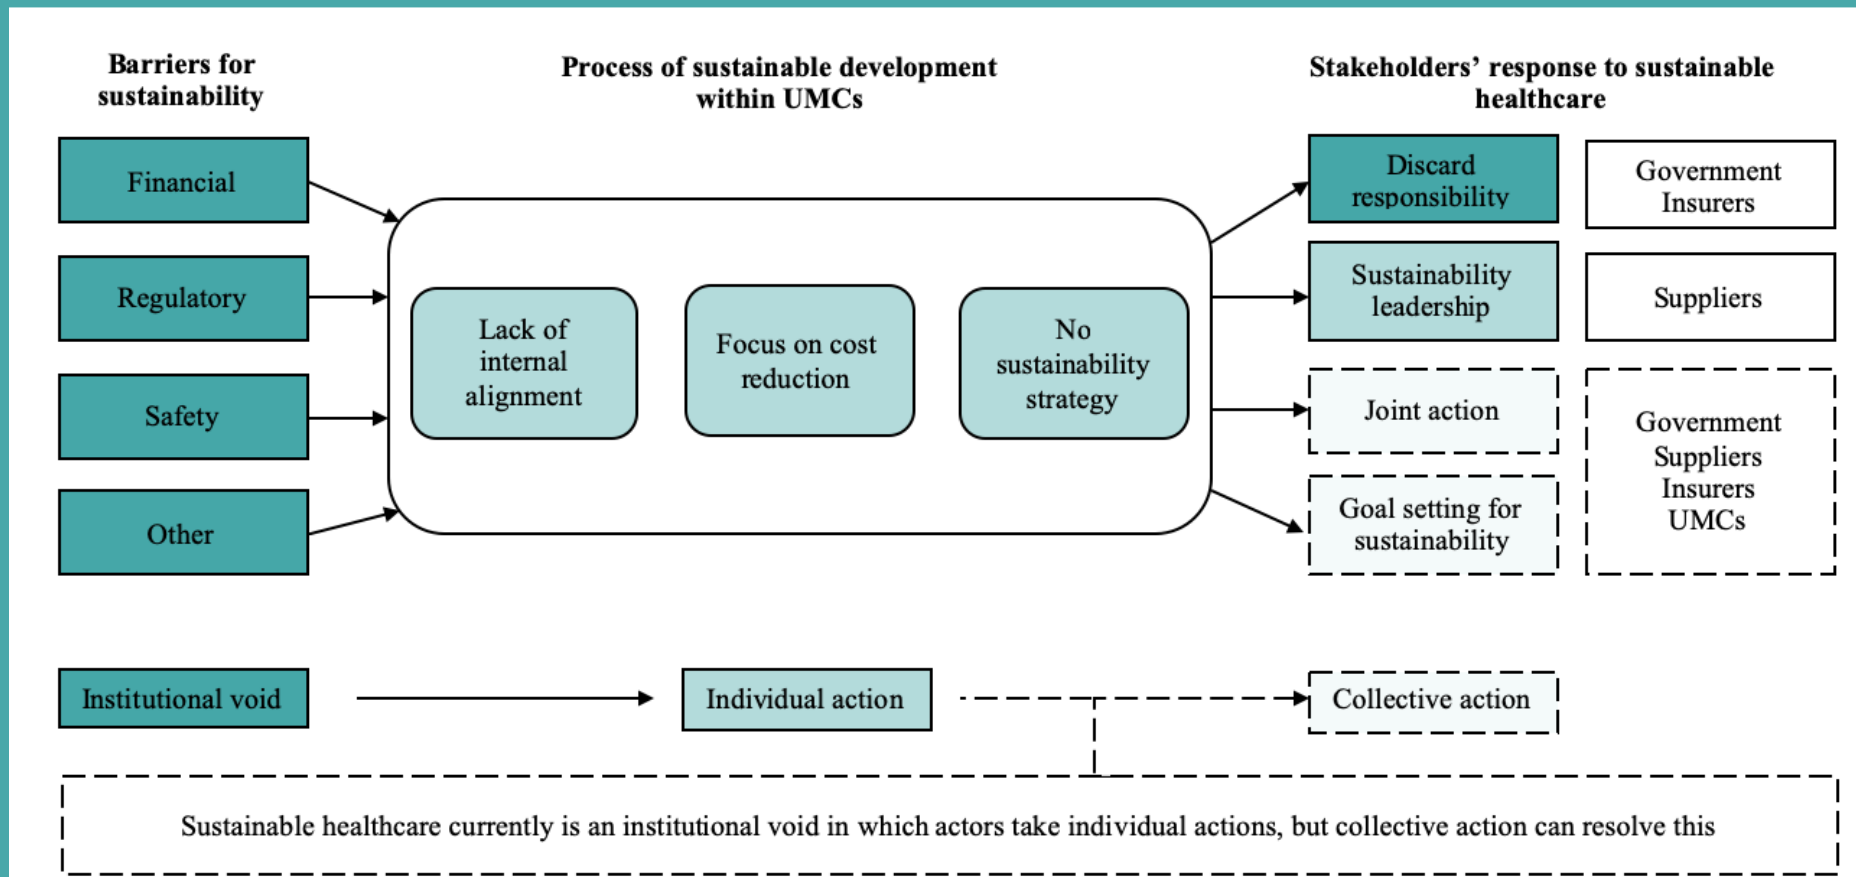 Barriers for
sustainability
Process of sustainable development
within UMCs
Stakeholders’ response to sustainable
healthcare
Financial
Regulatory
Safety
Other
Lack of
internal
alignment
Focus on cost
reduction
No
sustainability
strategy
Discard
responsibility
Government
Insurers
Sustainability
leadership
Suppliers
Joint action
Goal setting for
sustainability
Government
Suppliers
Insurers
UMCs
Institutional void
Individual action
Collective action
Sustainable healthcare currently is an institutional void in which actors take individual actions, but collective action can resolve this